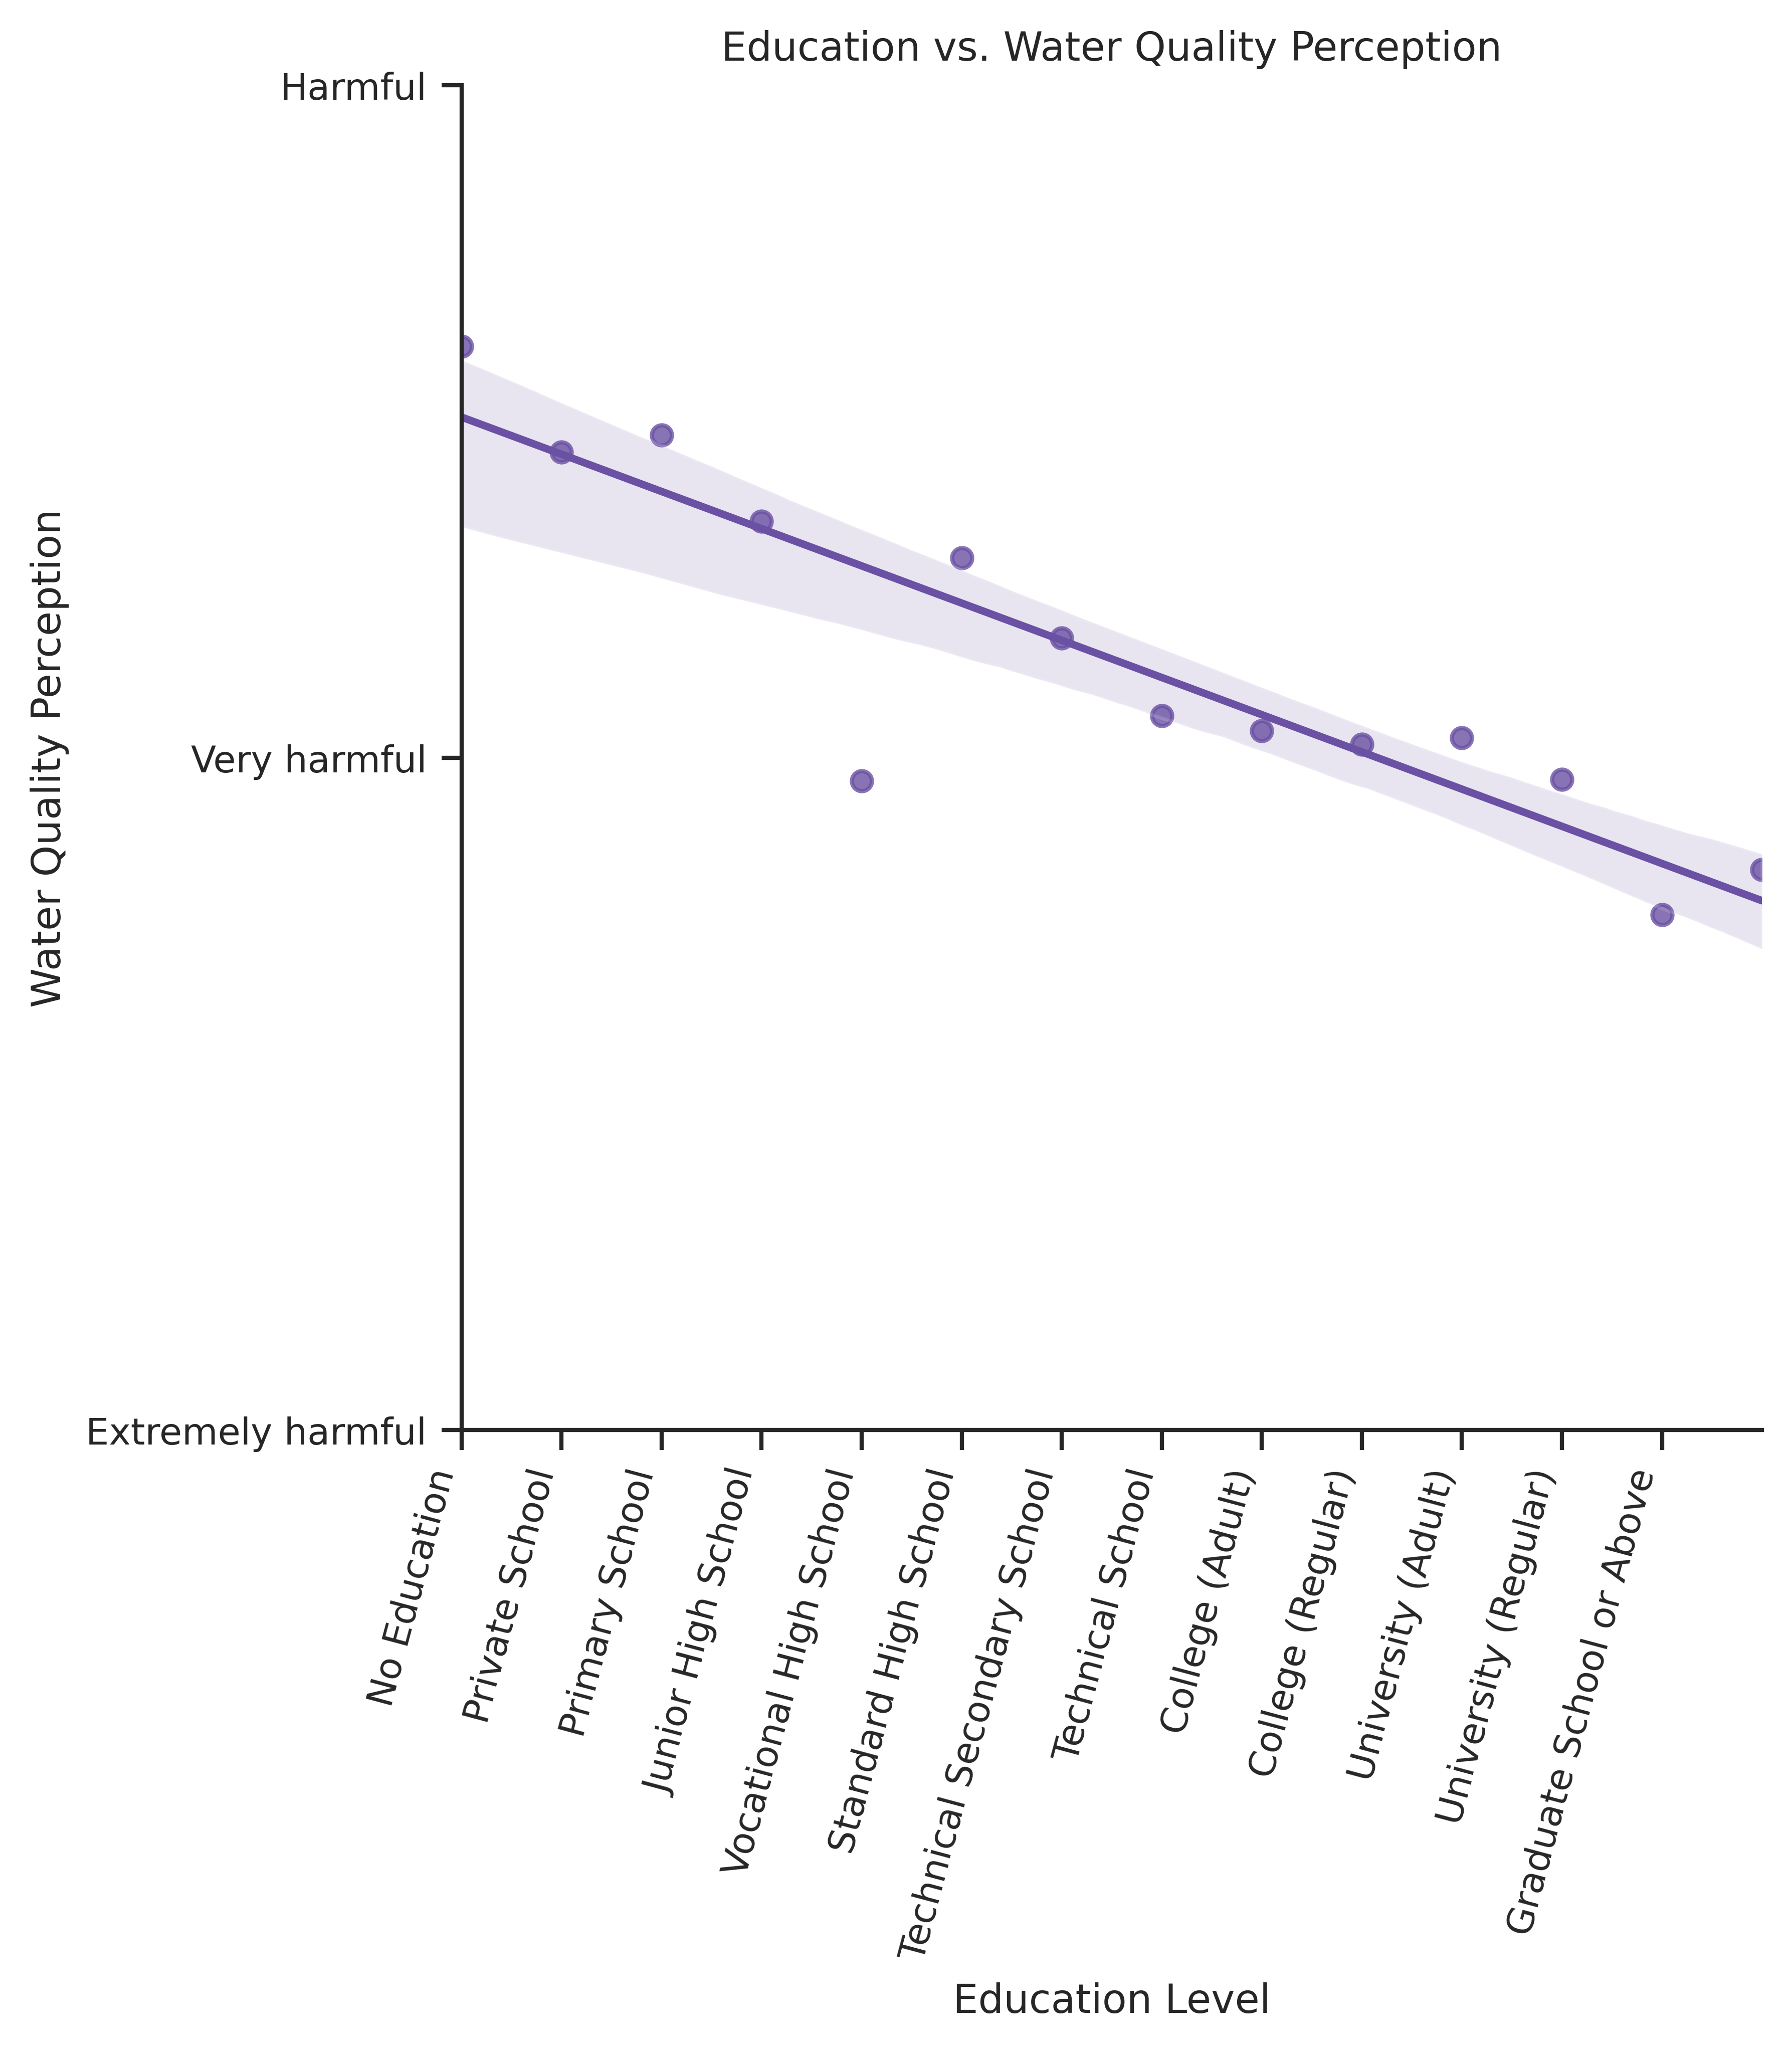 Education vs. Water Quality Perception
Harmful
Very harmful
Extremely harmful
Water Quality Perception
No Education
Private School
Primary School
Junior High School
Vocational High School
Standard High School
Technical Secondary School
Technical School
College (Adult)
College (Regular)
University (Adult)
University (Regular)
Graduate School or Above
Education Level